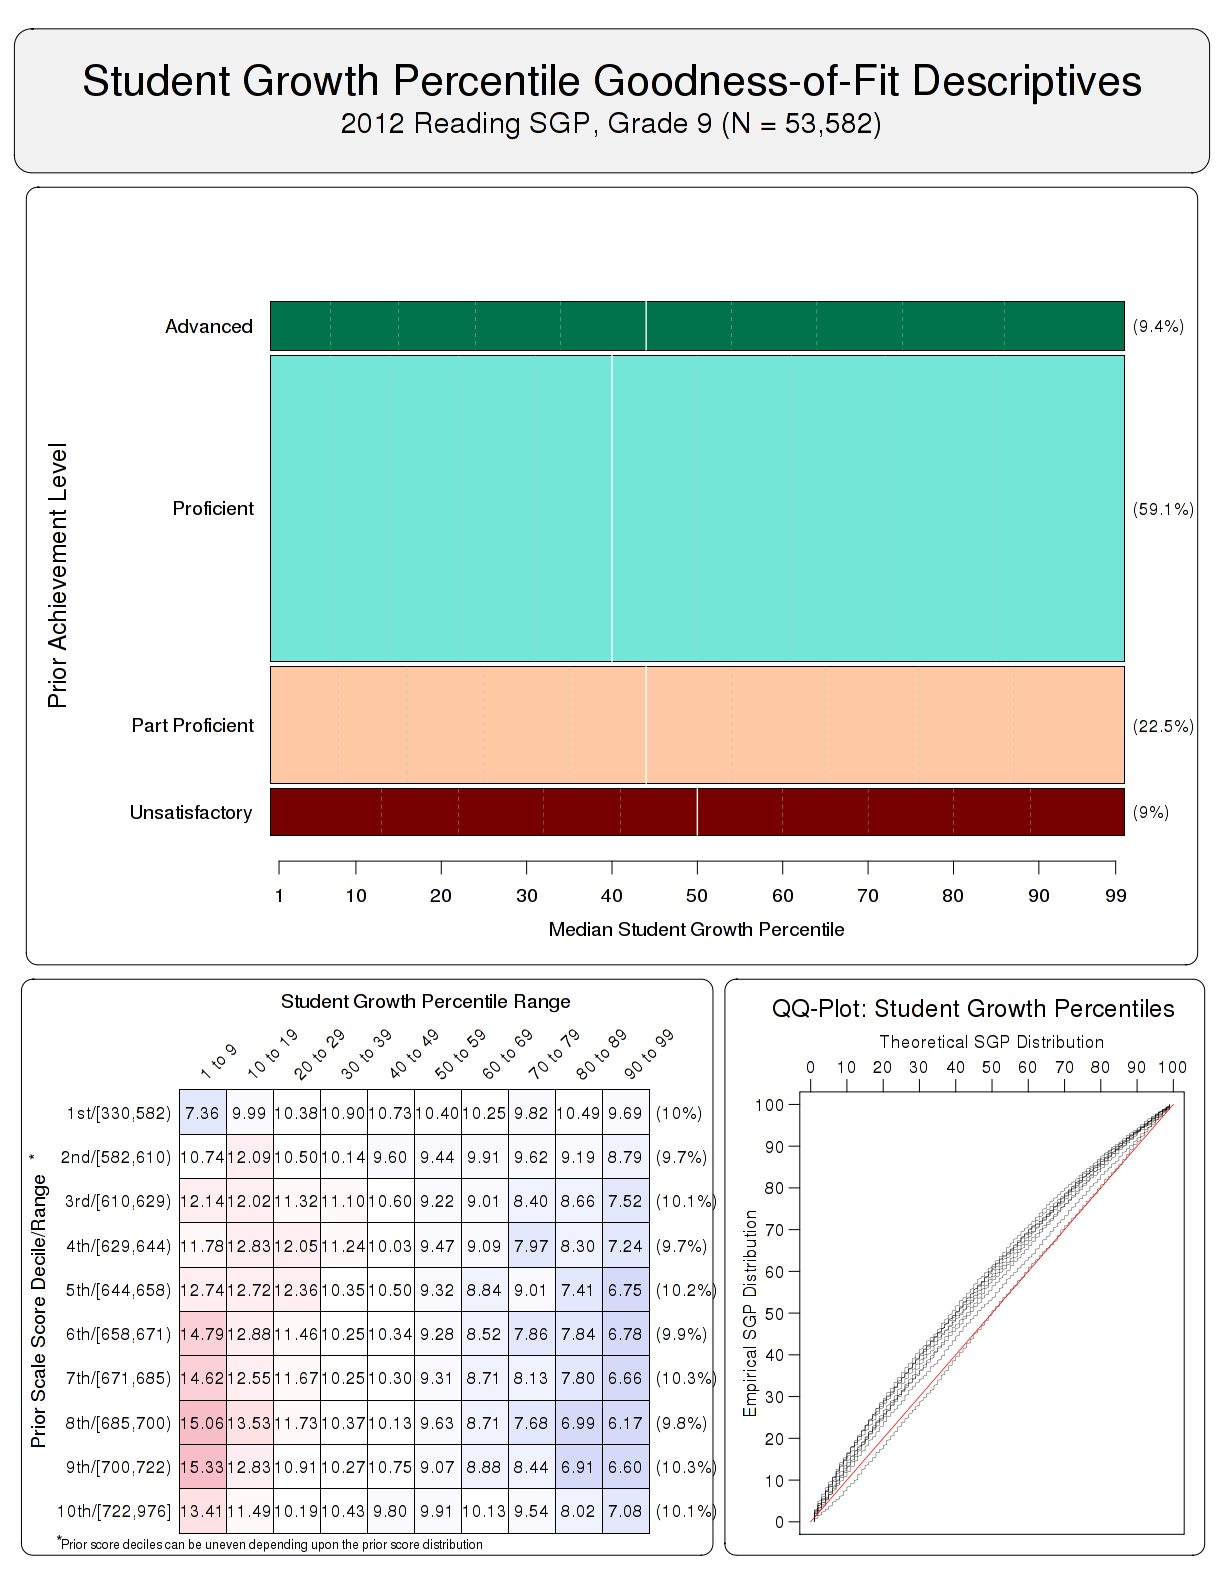 Student Growth Percentile Goodness-of-Fit Descriptives
2012 Reading SGP, Grade 9 (N = 53,582)
Prior Achievement Level
Advanced (9.4%)
Proficient (59.1%)
Part Proficient (22.5%)
Unsatisfactory (9%)
1 10 20 30 40 50 60 70 80 90 99
Median Student Growth Percentile
Student Growth Percentile Range
1 to 9 10 to 19 20 to 29 30 to 39 40 to 49 50 to 59 60 to 69 70 to 79 80 to 89 90 to 99
Prior Scale Score Decile/Range *
1st/[330,582) 7.36 9.99 10.38 10.90 10.73 10.40 10.25 9.82 10.49 9.69 (10%)
2nd/[582,610) 10.74 12.09 10.50 10.14 9.60 9.44 9.91 9.62 9.19 8.79 (9.7%)
3rd/[610,629) 12.14 12.02 11.32 11.10 10.60 9.22 9.01 8.40 8.66 7.52 (10.1%)
4th/[629,644) 11.78 12.83 12.05 11.24 10.03 9.47 9.09 7.97 8.30 7.24 (9.7%)
5th/[644,658) 12.74 12.72 12.36 10.35 10.50 9.32 8.84 9.01 7.41 6.75 (10.2%)
6th/[658,671) 14.79 12.88 11.46 10.25 10.34 9.28 8.52 7.86 7.84 6.78 (9.9%)
7th/[671,685) 14.62 12.55 11.67 10.25 10.30 9.31 8.71 8.13 7.80 6.66 (10.3%)
8th/[685,700) 15.06 13.53 11.73 10.37 10.13 9.63 8.71 7.68 6.99 6.17 (9.8%)
9th/[700,722) 15.33 12.83 10.91 10.27 10.75 9.07 8.88 8.44 6.91 6.60 (10.3%)
10th/[722,976] 13.41 11.49 10.19 10.43 9.80 9.91 10.13 9.54 8.02 7.08 (10.1%)
*Prior score deciles can be uneven depending upon the prior score distribution
QQ-Plot: Student Growth Percentiles
Theoretical SGP Distribution
0 10 20 30 40 50 60 70 80 90 100
Empirical SGP Distribution
100
90
80
70
60
50
40
30
20
10
0